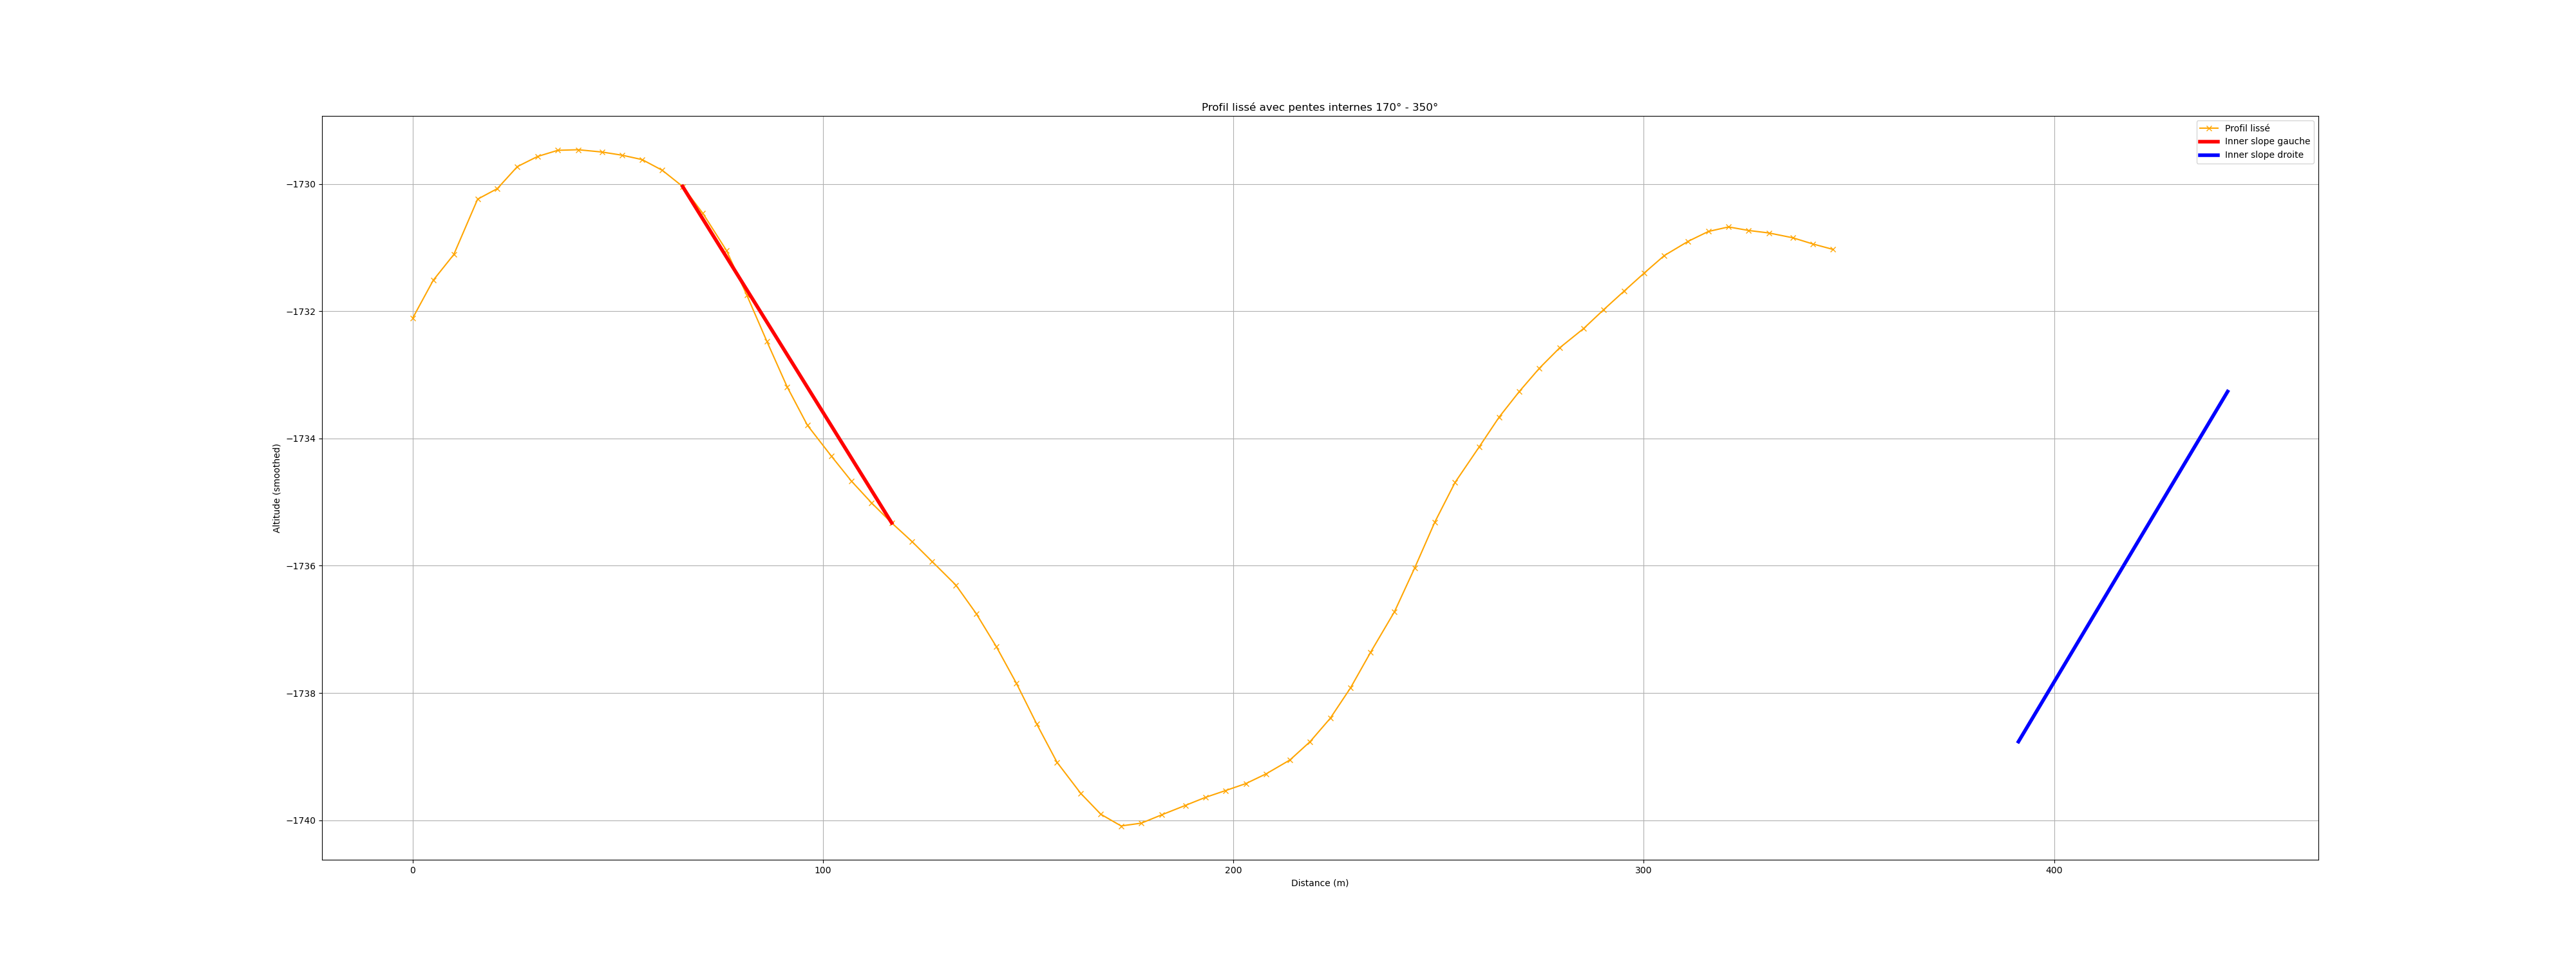 Profil lissé avec pentes internes 170° - 350°
Profil lissé
Inner slope gauche
Inner slope droite
−1730
−1732
−1734
−1736
−1738
−1740
Altitude (smoothed)
0
100
200
300
400
Distance (m)